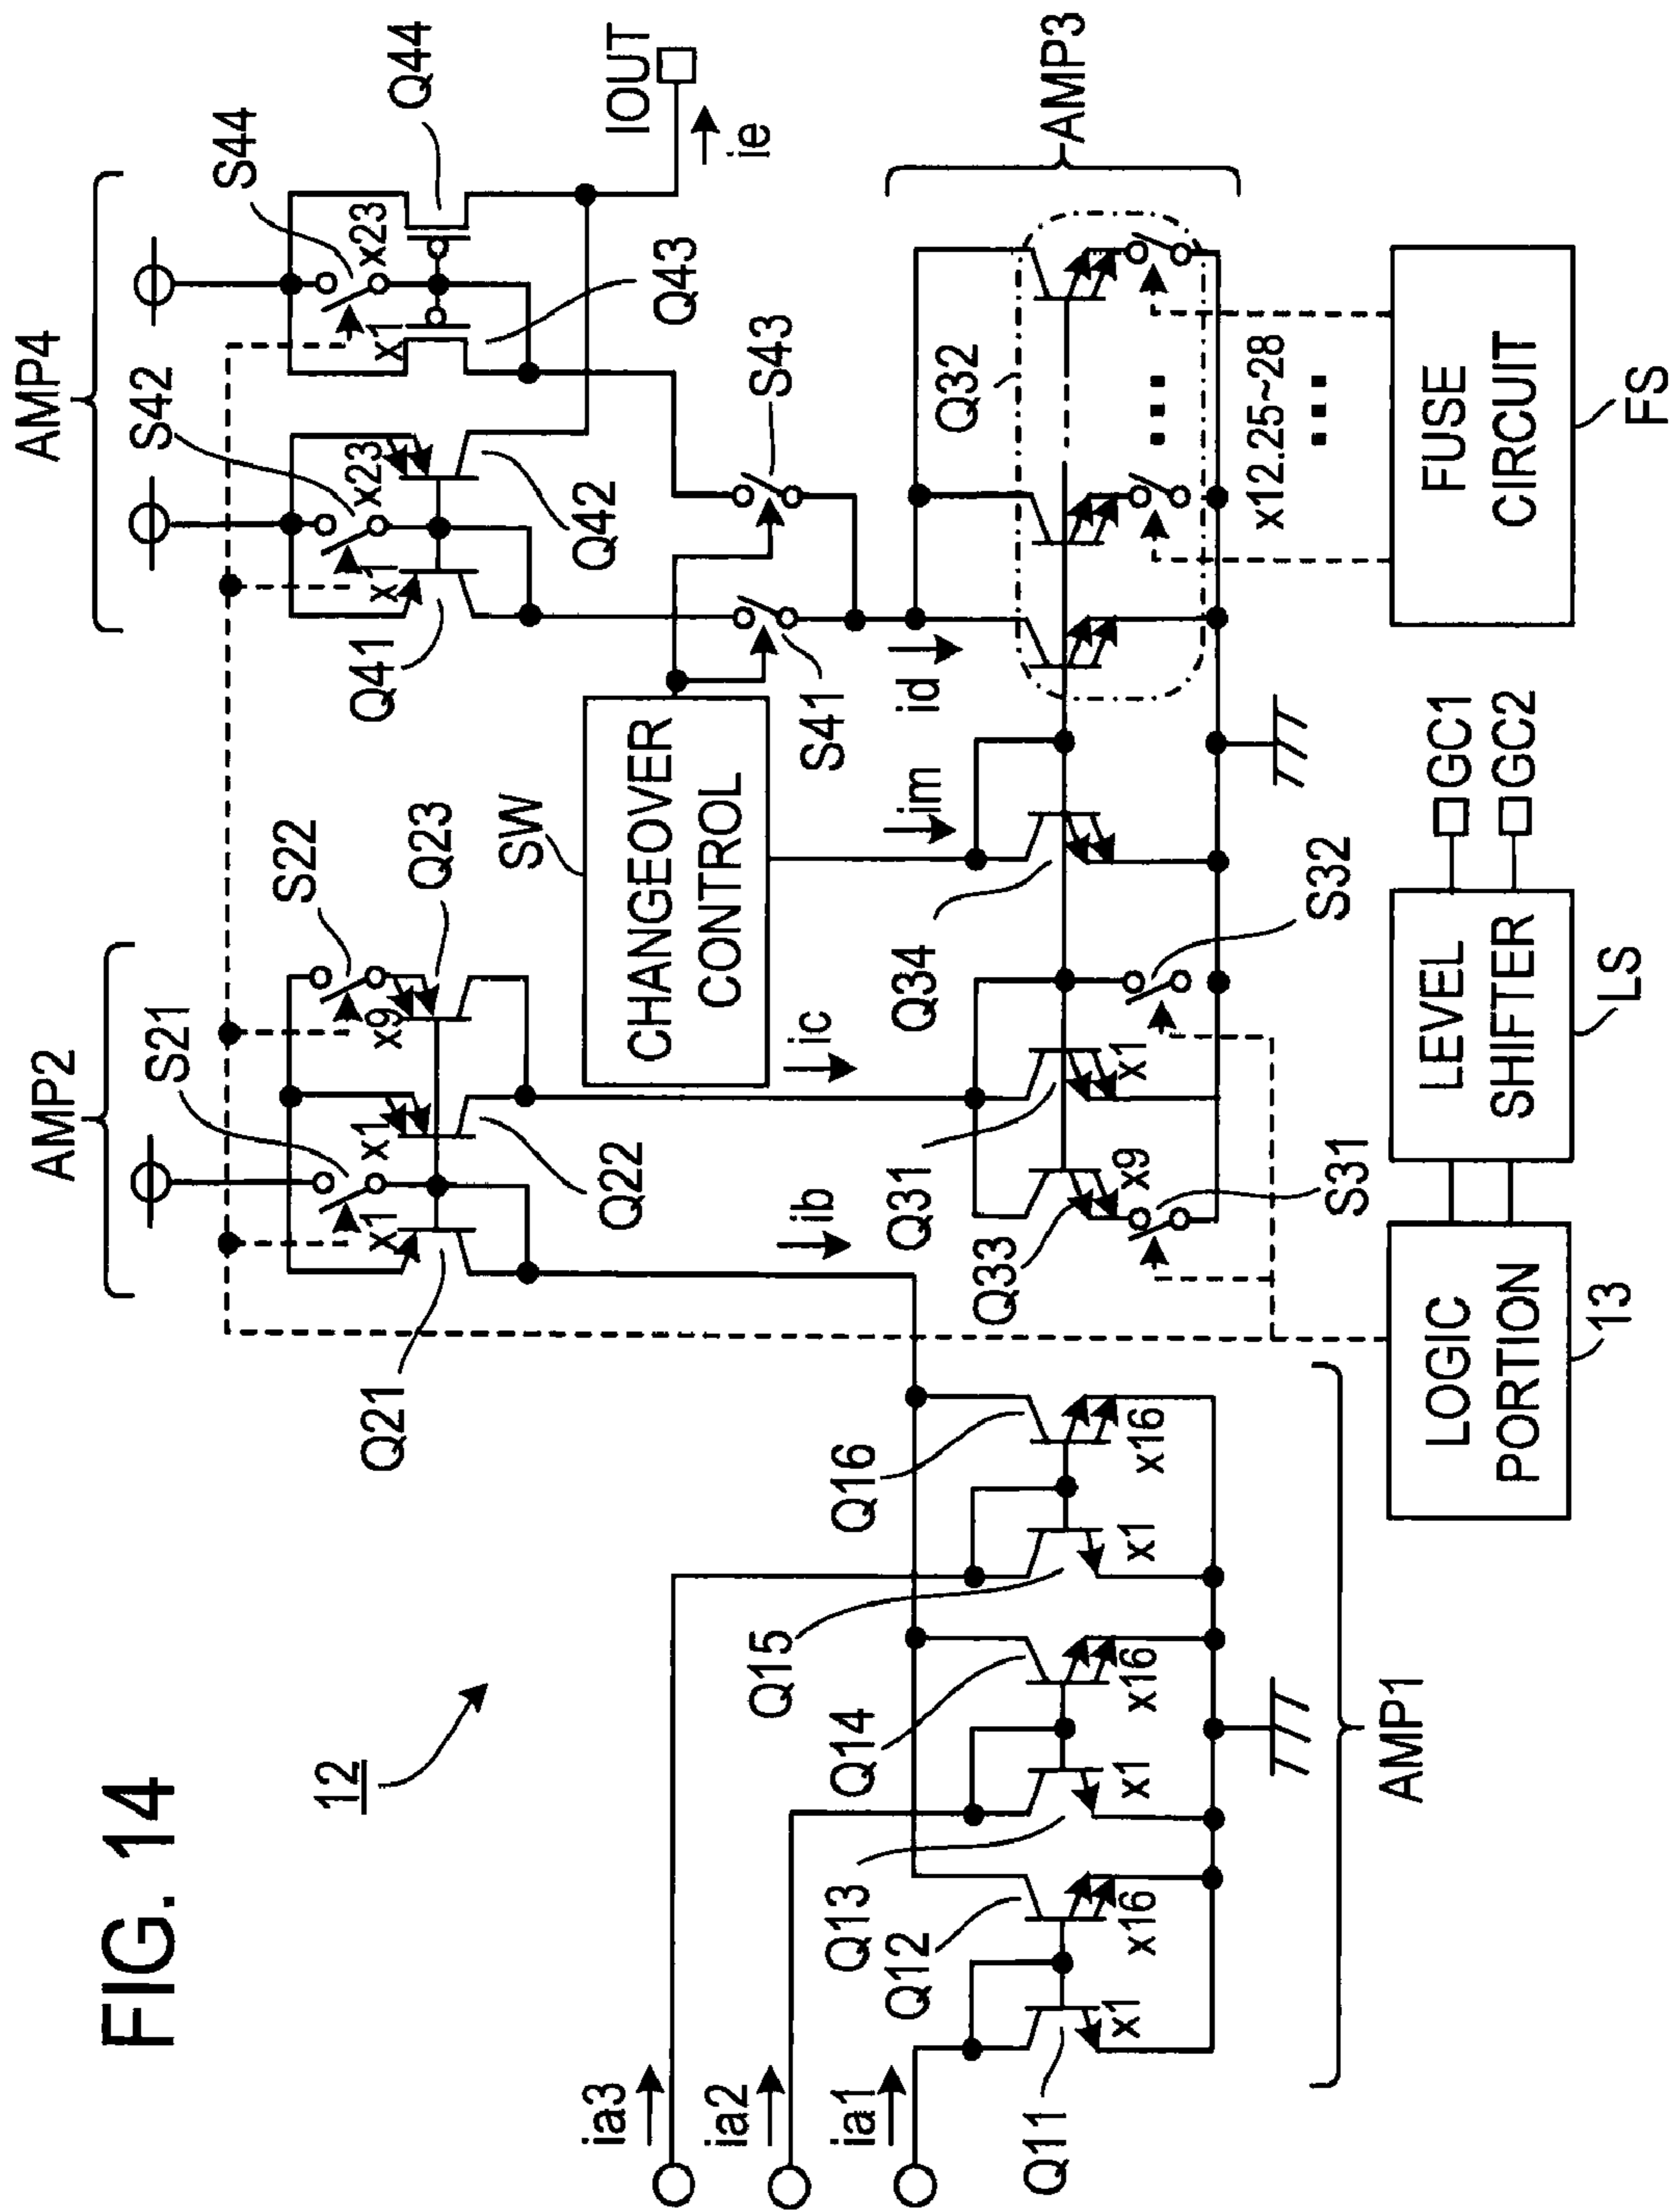 FIG. 14
12
AMP2
AMP4
S21
S22
S42
S44
x1
x1
x9
x1
x23
x1
x23
Q21
Q22
Q23
Q41
Q42
Q43
Q44
IOUT
ie
SW
CHANGEOVER
CONTROL
S41
S43
ib
ic
im
id
ia3
ia2
ia1
Q11
Q12
Q13
Q14
Q15
Q16
x1
x16
x1
x16
x1
x16
AMP1
Q33
Q31
Q34
Q32
x9
x1
S31
S32
x12.25~28
AMP3
LOGIC
PORTION
13
LEVEL
SHIFTER
LS
GC1
GC2
FUSE
CIRCUIT
FS